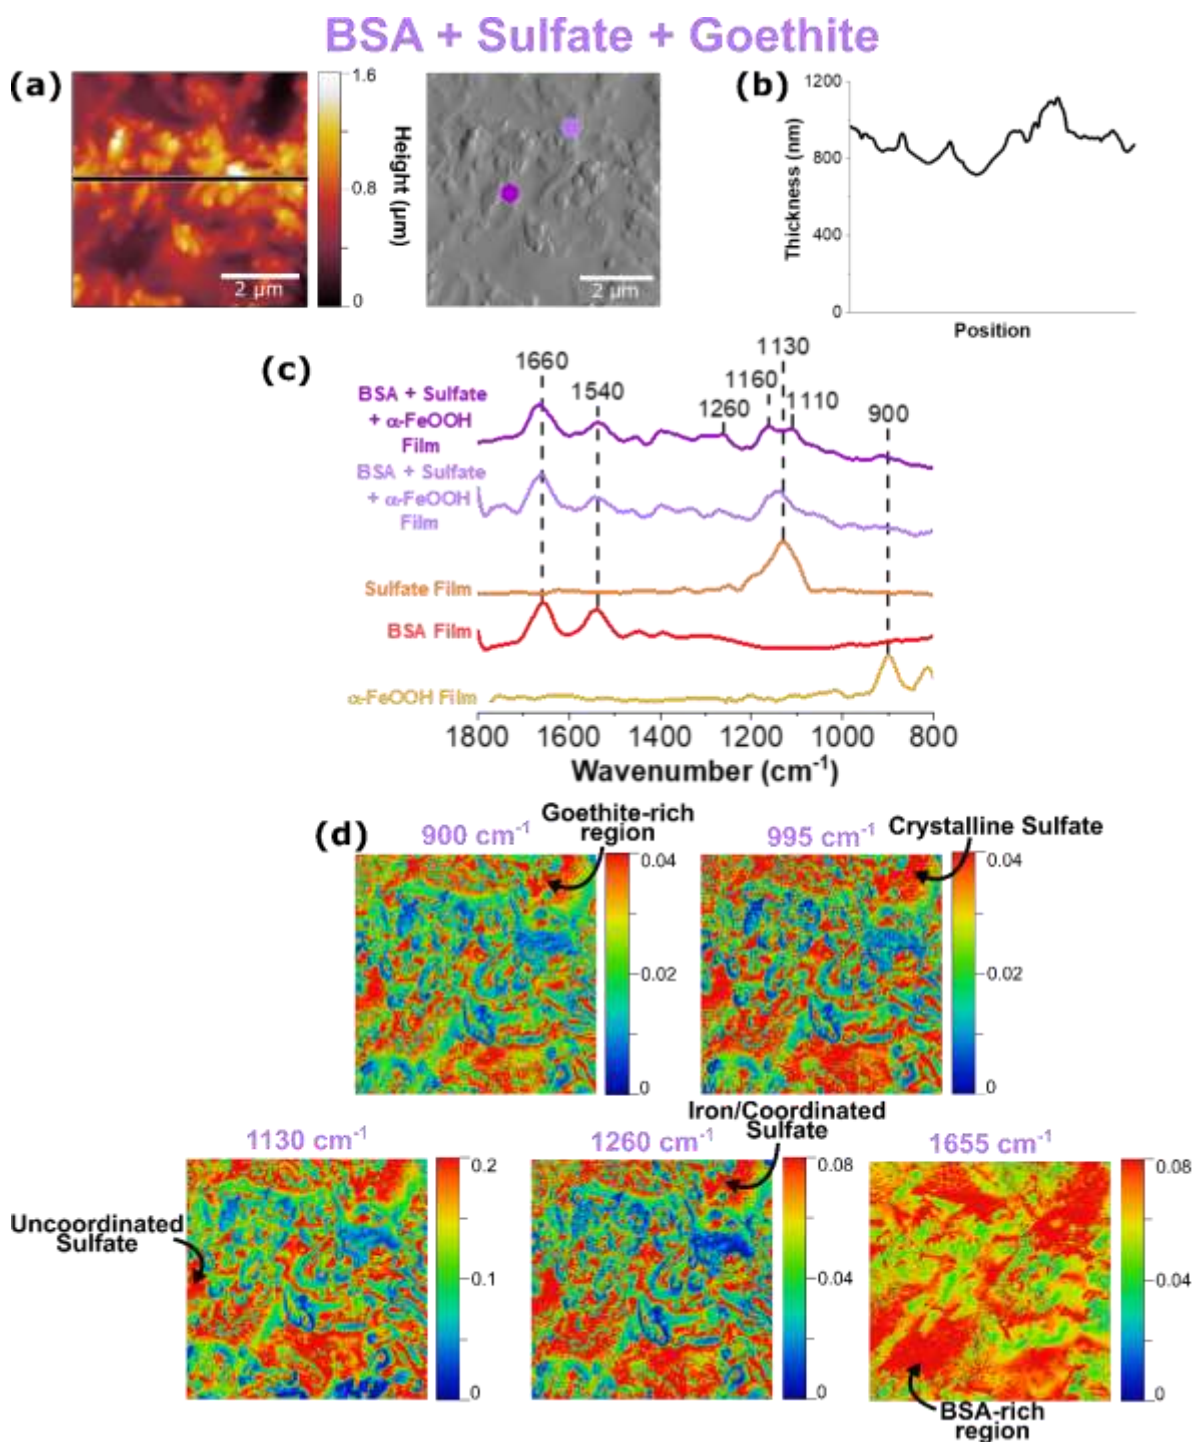 BSA + Sulfate + Goethite
(a)
1.6
0.8
0
Height (μm)
2 μm
2 μm
(b)
1200
800
400
0
Thickness (nm)
Position
(c)
1660
1540
1260
1160
1130
1110
900
BSA + Sulfate
+ α-FeOOH
Film
BSA + Sulfate
+ α-FeOOH
Film
Sulfate Film
BSA Film
α-FeOOH Film
1800 1600 1400 1200 1000 800
Wavenumber (cm⁻¹)
(d)
900 cm⁻¹
Goethite-rich
region
0.04
0.02
0
995 cm⁻¹
Crystalline Sulfate
0.04
0.02
0
1130 cm⁻¹
Uncoordinated
Sulfate
0.2
0.1
0
1260 cm⁻¹
Iron/Coordinated
Sulfate
0.08
0.04
0
1655 cm⁻¹
0.08
0.04
0
BSA-rich
region